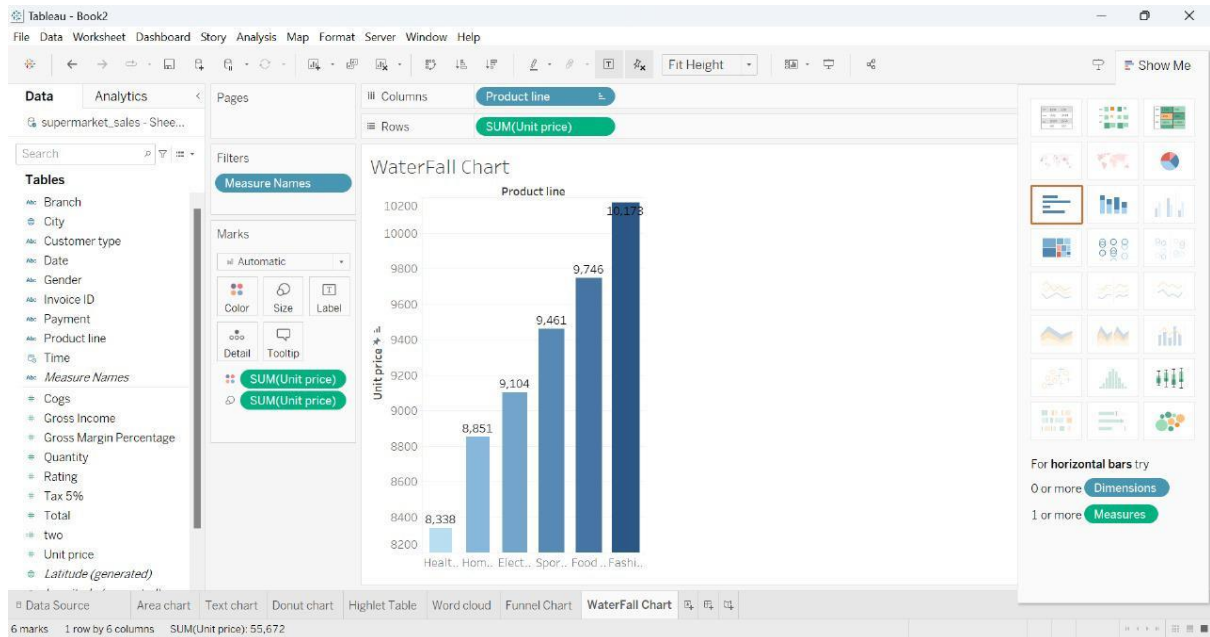 Tableau - Book2
File Data Worksheet Dashboard Story Analysis Map Format Server Window Help
Fit Height
Show Me
Data Analytics
supermarket_sales - Shee...
Search
Tables
Abc Branch
City
Abc Customer type
Abc Date
Abc Gender
Abc Invoice ID
Abc Payment
Abc Product line
Time
Abc Measure Names
Cogs
Gross Income
Gross Margin Percentage
Quantity
Rating
Tax 5%
Total
two
Unit price
Latitude (generated)
Pages
Filters
Measure Names
Marks
Automatic
Color Size Label
Detail Tooltip
SUM(Unit price)
SUM(Unit price)
Columns Product line
Rows SUM(Unit price)
WaterFall Chart
Product line
Unit price
10200
10000
9800
9600
9400
9200
9000
8800
8600
8400
8200
8,338
8,851
9,104
9,461
9,746
10,173
Healt.. Hom.. Elect.. Spor.. Food .. Fashi..
For horizontal bars try
0 or more Dimensions
1 or more Measures
Data Source Area chart Text chart Donut chart Highlet Table Word cloud Funnel Chart WaterFall Chart
6 marks 1 row by 6 columns SUM(Unit price): 55,672